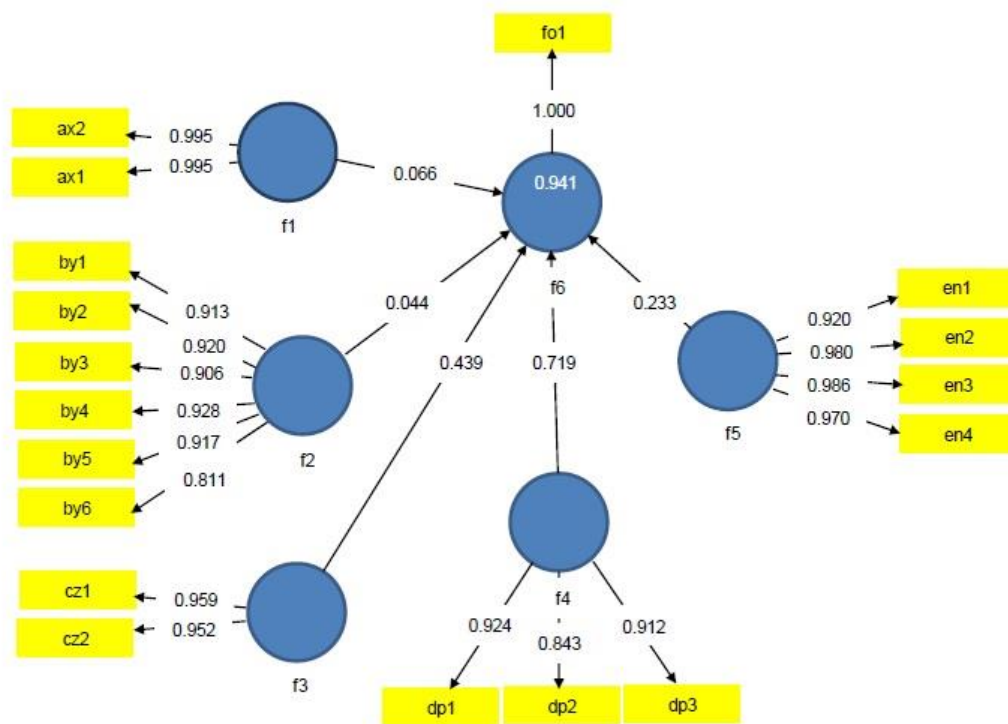 fo1
1.000
0.941
f6
ax2
ax1
0.995
0.995
f1
0.066
by1
by2
by3
by4
by5
by6
0.913
0.920
0.906
0.928
0.917
0.811
f2
0.044
cz1
cz2
0.959
0.952
f3
0.439
0.719
f4
0.924
0.843
0.912
dp1
dp2
dp3
0.233
f5
0.920
0.980
0.986
0.970
en1
en2
en3
en4